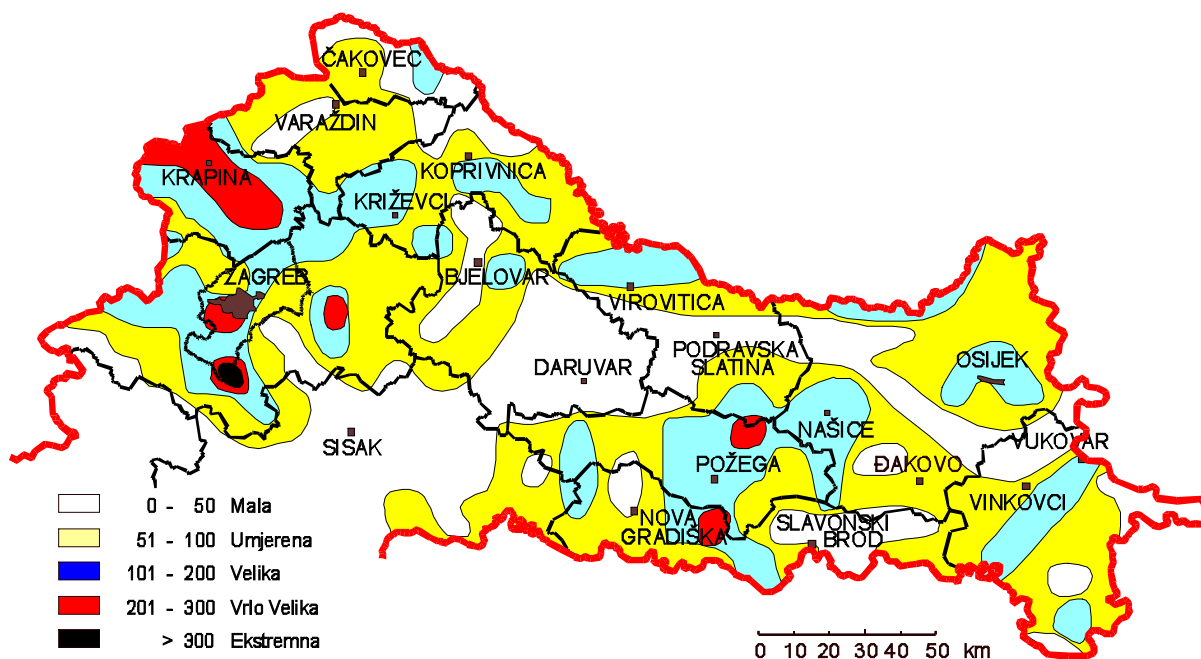 ČAKOVEC
VARAŽDIN
KRAPINA
KOPRIVNICA
KRIŽEVCI
ZAGREB
BJELOVAR
VIROVITICA
PODRAVSKA
SLATINA
DARUVAR
OSIJEK
SISAK
NAŠICE
VUKOVAR
POŽEGA
ĐAKOVO
VINKOVCI
NOVA
GRADIŠKA
SLAVONSKI
BROD
0 - 50 Mala
51 - 100 Umjerena
101 - 200 Velika
201 - 300 Vrlo Velika
> 300 Ekstremna
0 10 20 30 40 50 km